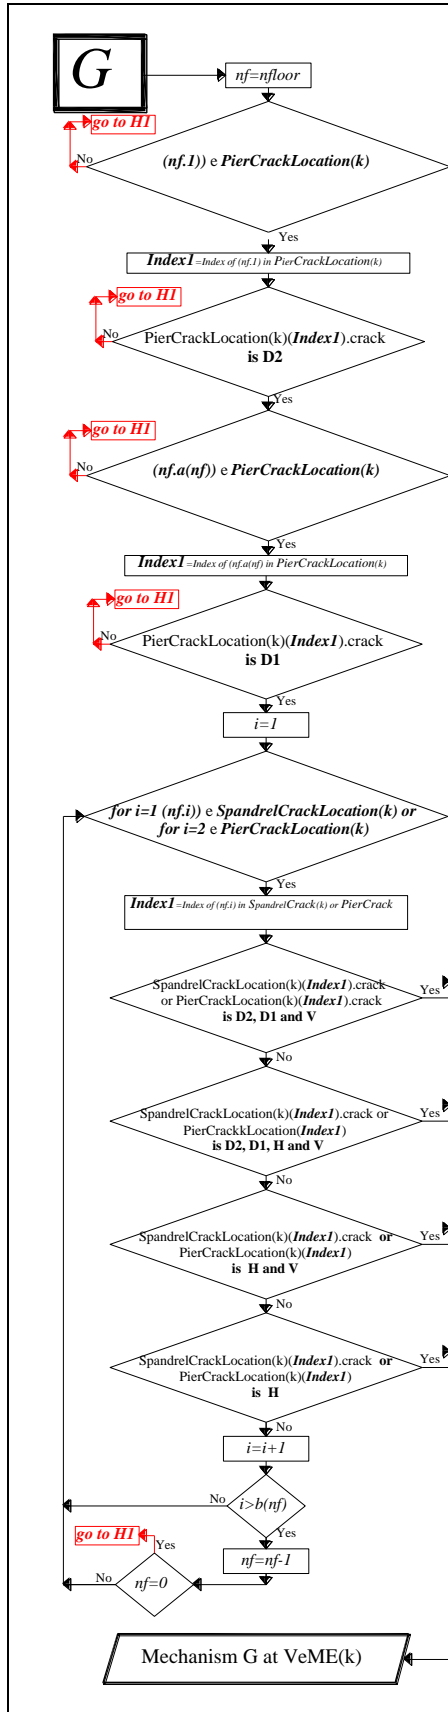 G
nf=nfloor
go to H1
No
(nf.1)) e PierCrackLocation(k)
Yes
Index1=Index of (nf.1) in PierCrackLocation(k)
go to H1
No
PierCrackLocation(k)(Index1).crack
is D2
Yes
go to H1
No
(nf.a(nf)) e PierCrackLocation(k)
Yes
Index1=Index of (nf.a(nf) in PierCrackLocation(k)
go to H1
No
PierCrackLocation(k)(Index1).crack
is D1
Yes
i=1
for i=1 (nf.i)) e SpandrelCrackLocation(k) or
for i=2 e PierCrackLocation(k)
Yes
Index1=Index of (nf.i) in SpandrelCrack(k) or PierCrack
SpandrelCrackLocation(k)(Index1).crack
or PierCrackLocation(k)(Index1).crack
is D2, D1 and V
Yes
No
SpandrelCrackLocation(k)(Index1).crack or
PierCrackkLocation(Index1)
is D2, D1, H and V
Yes
No
SpandrelCrackLocation(k)(Index1).crack or
PierCrackLocation(k)(Index1)
is H and V
Yes
No
SpandrelCrackLocation(k)(Index1).crack or
PierCrackLocation(k)(Index1)
is H
Yes
No
i=i+1
No
i>b(nf)
Yes
go to H1
Yes
nf=nf-1
No
nf=0
Mechanism G at VeME(k)